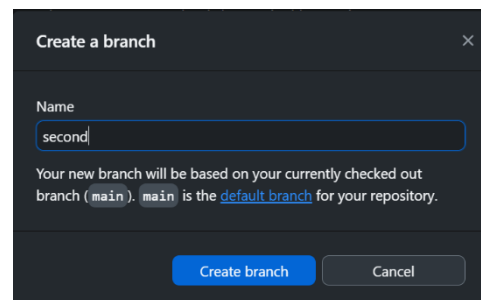 Create a branch
Name
second
Your new branch will be based on your currently checked out
branch (main). main is the default branch for your repository.
Create branch Cancel